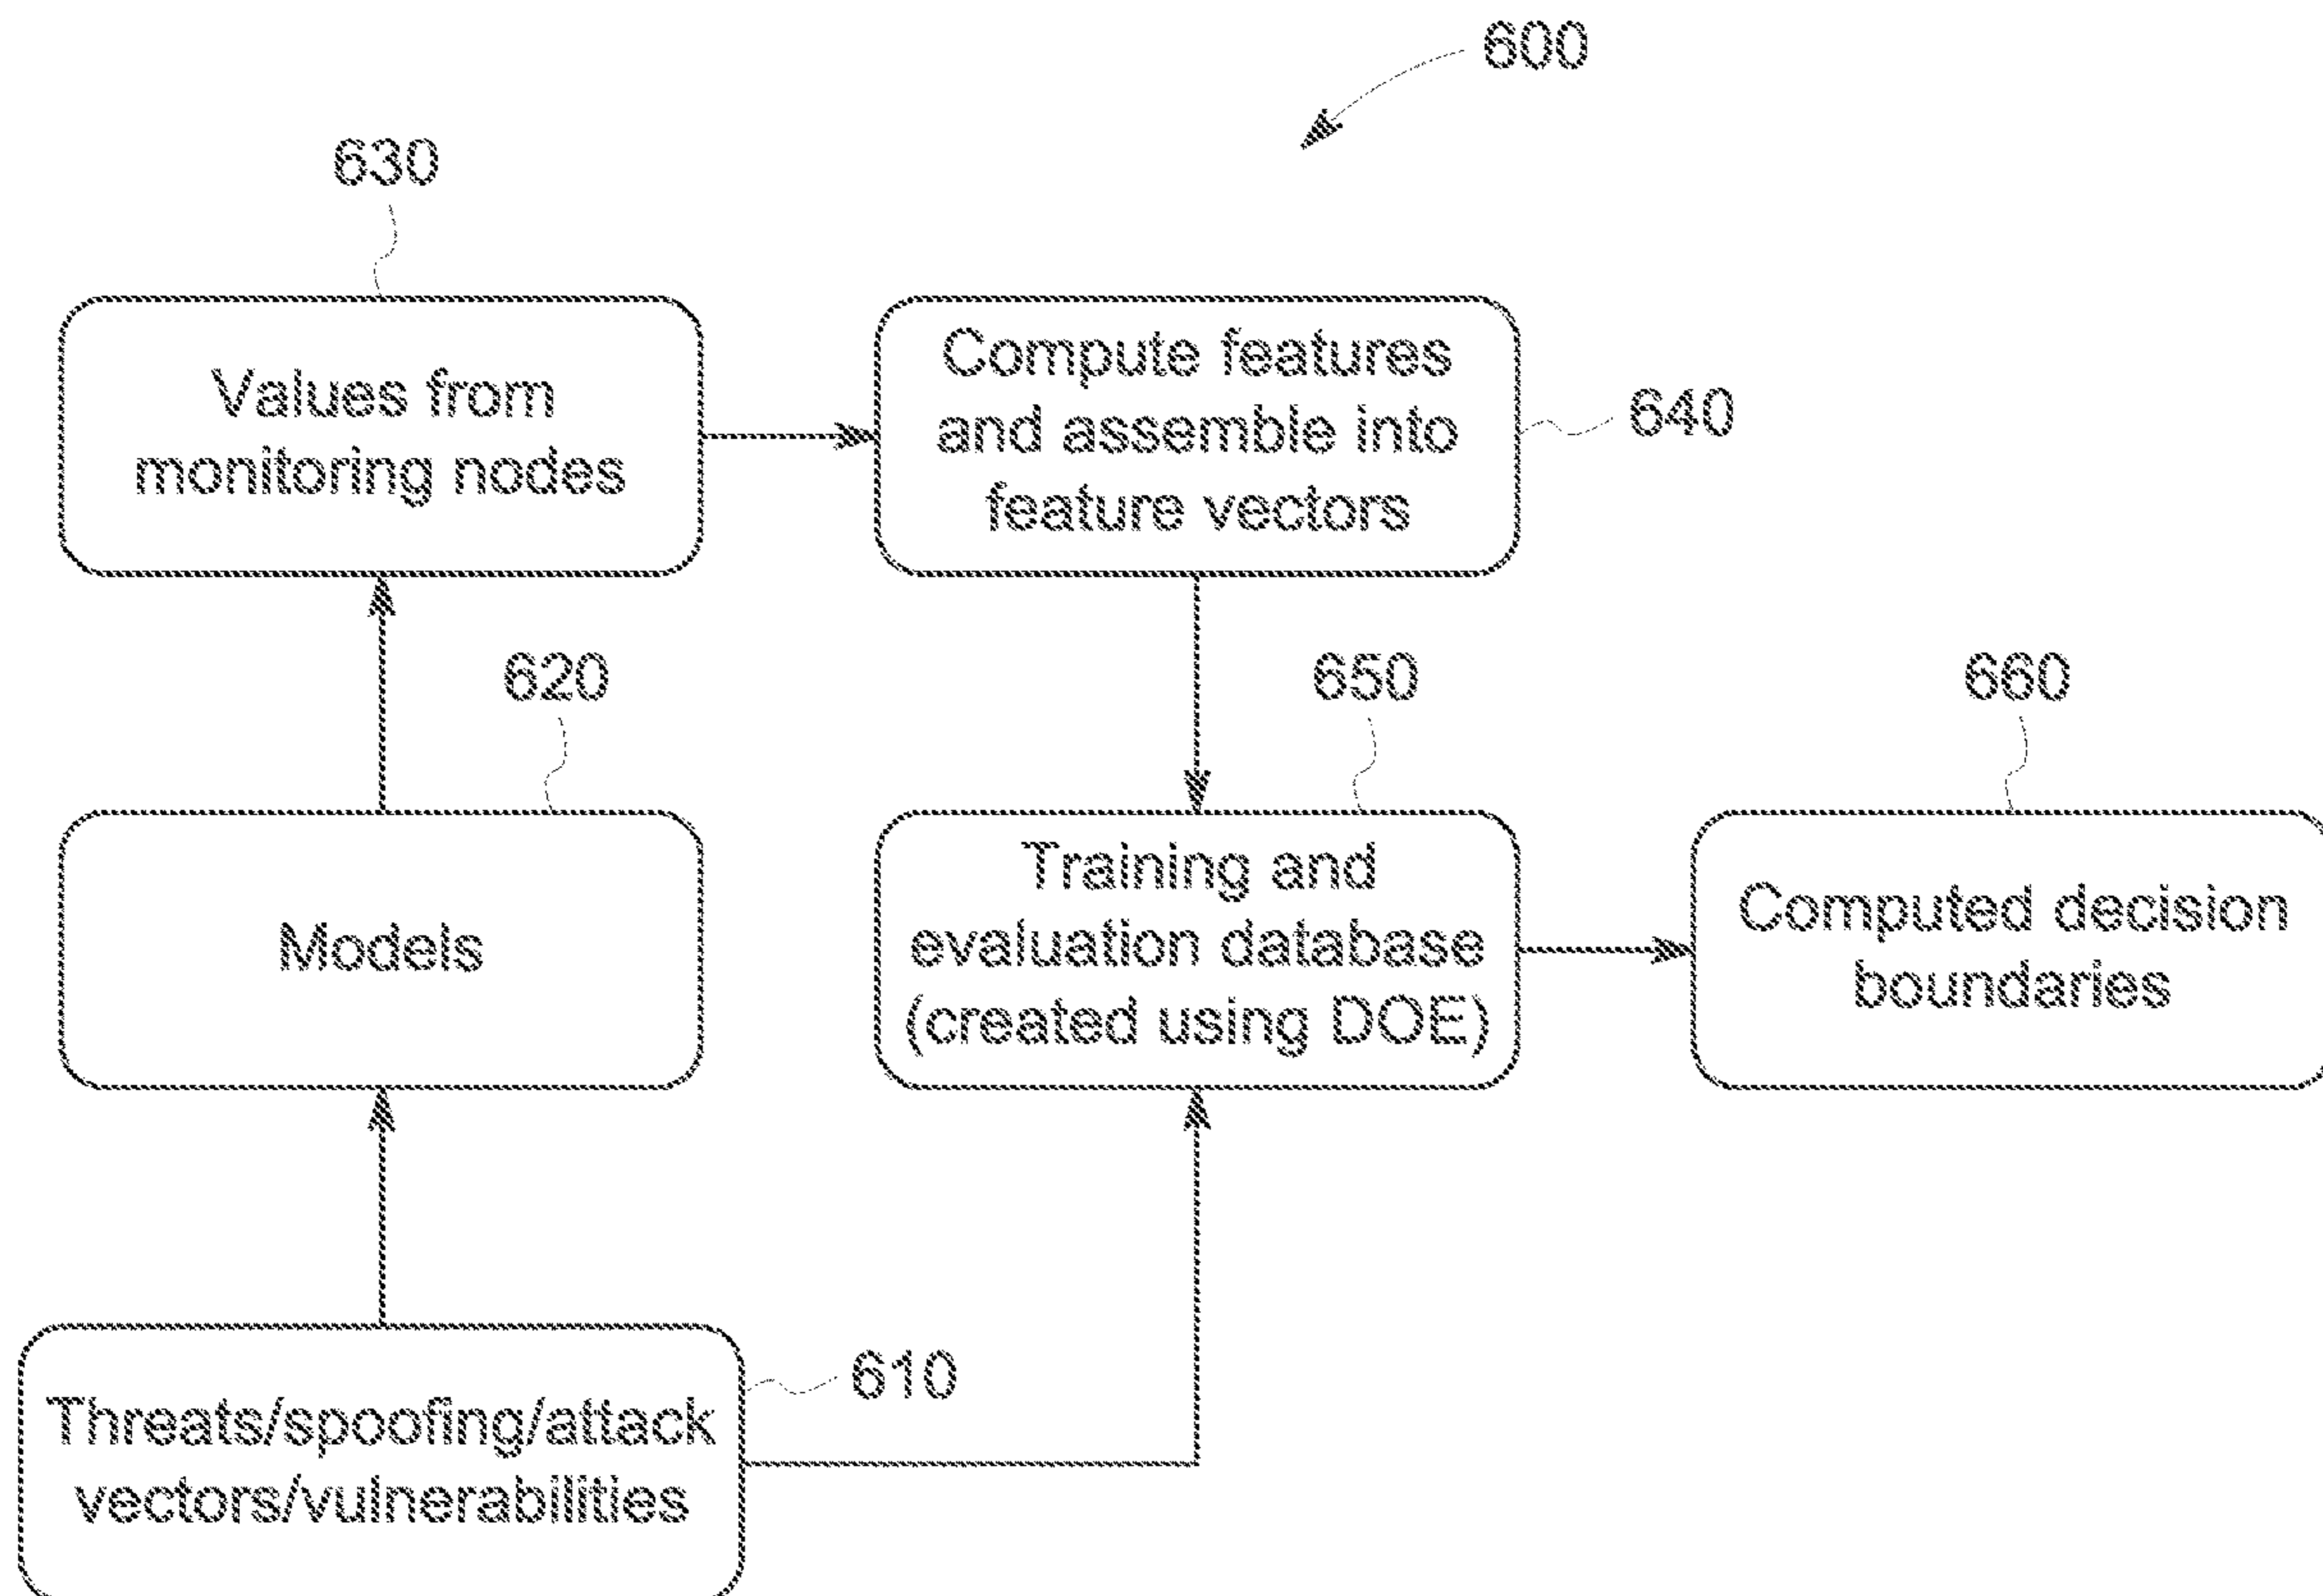 600
630
Values from
monitoring nodes
Compute features
and assemble into
feature vectors
640
620
650
660
Models
Training and
evaluation database
(created using DOE)
Computed decision
boundaries
610
Threats/spoofing/attack
vectors/vulnerabilities